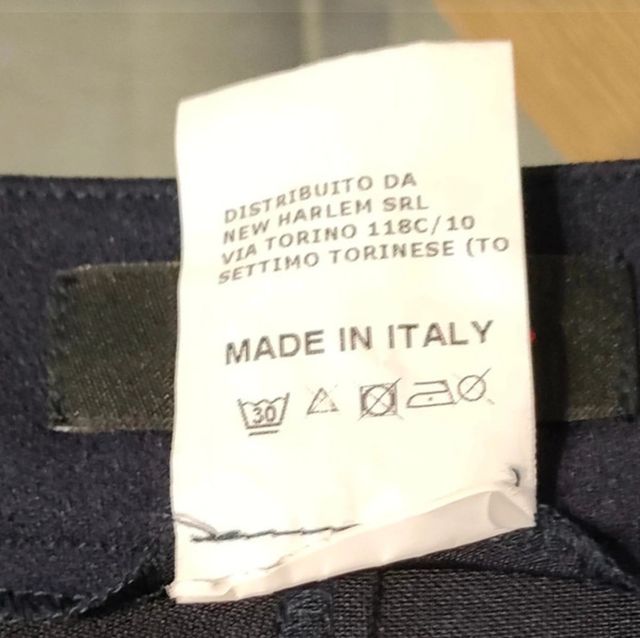 DISTRIBUITO DA
NEW HARLEM SRL
VIA TORINO 118C/10
SETTIMO TORINESE (TO
MADE IN ITALY
30